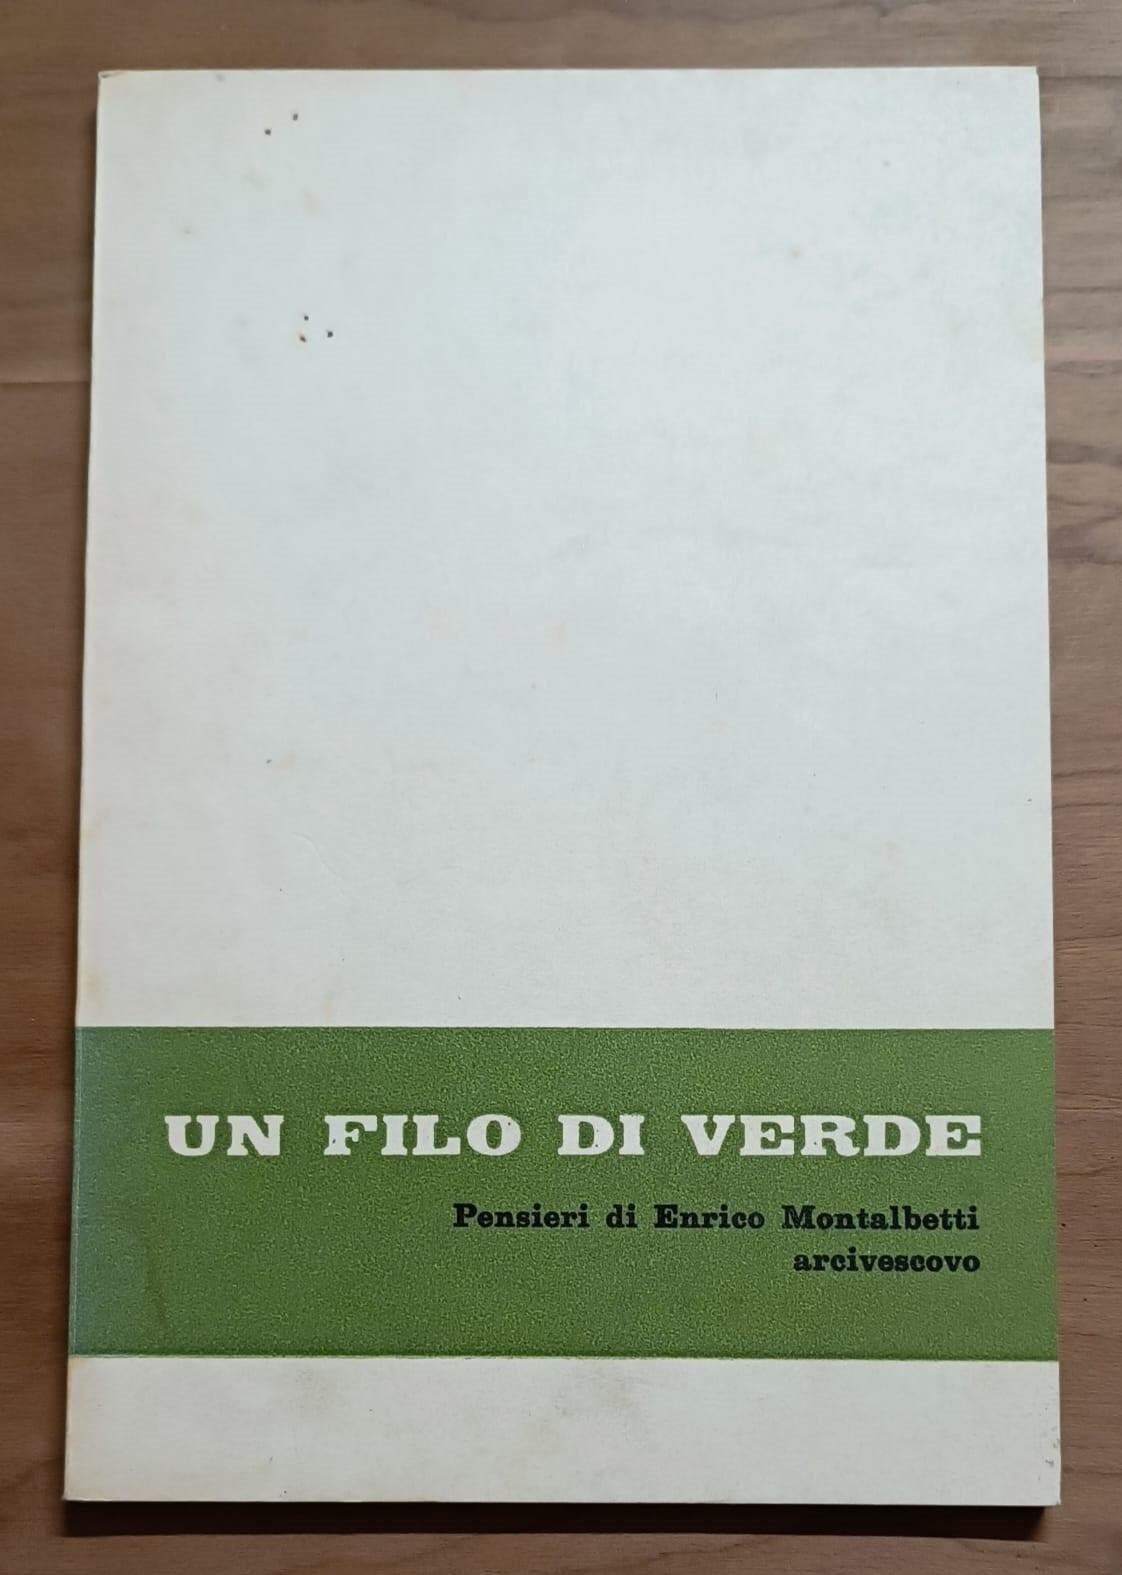 UN FILO DI VERDE
Pensieri di Enrico Montalbetti
arcivescovo